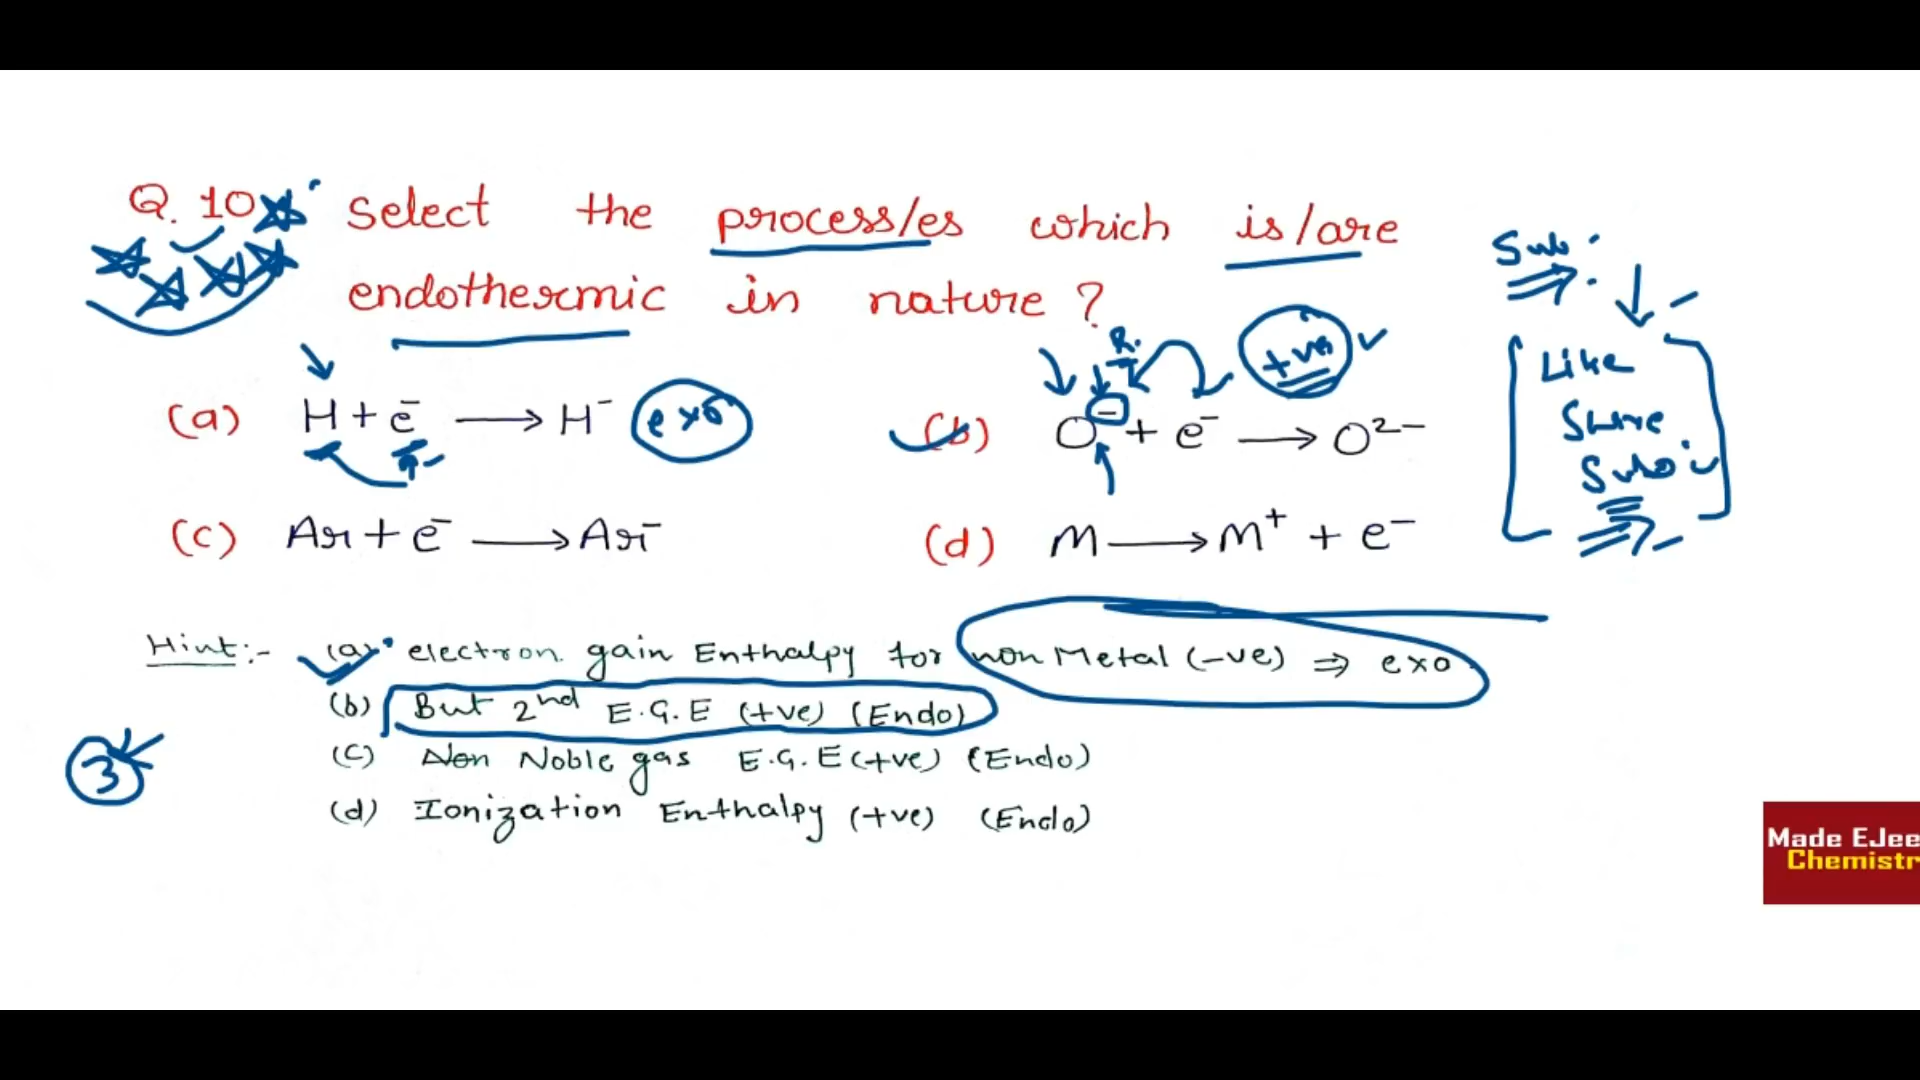 Q. 10 Select the process/es which is/are
endothermic in nature ?
(a) H + e⁻ ⟶ H⁻ exo
(b) O⁻ + e⁻ ⟶ O²⁻ R. +ve
(c) Ar + e⁻ ⟶ Ar⁻
(d) M ⟶ M⁺ + e⁻
Sub
Like
Share
Sub
Hint:- (a) electron gain Enthalpy for non Metal (-ve) ⇒ exo
(b) But 2nd E.G.E (+ve) (Endo)
(c) Non Noble gas E.G.E (+ve) (Endo)
(d) Ionization Enthalpy (+ve) (Endo)
3
Made EJee
Chemistr